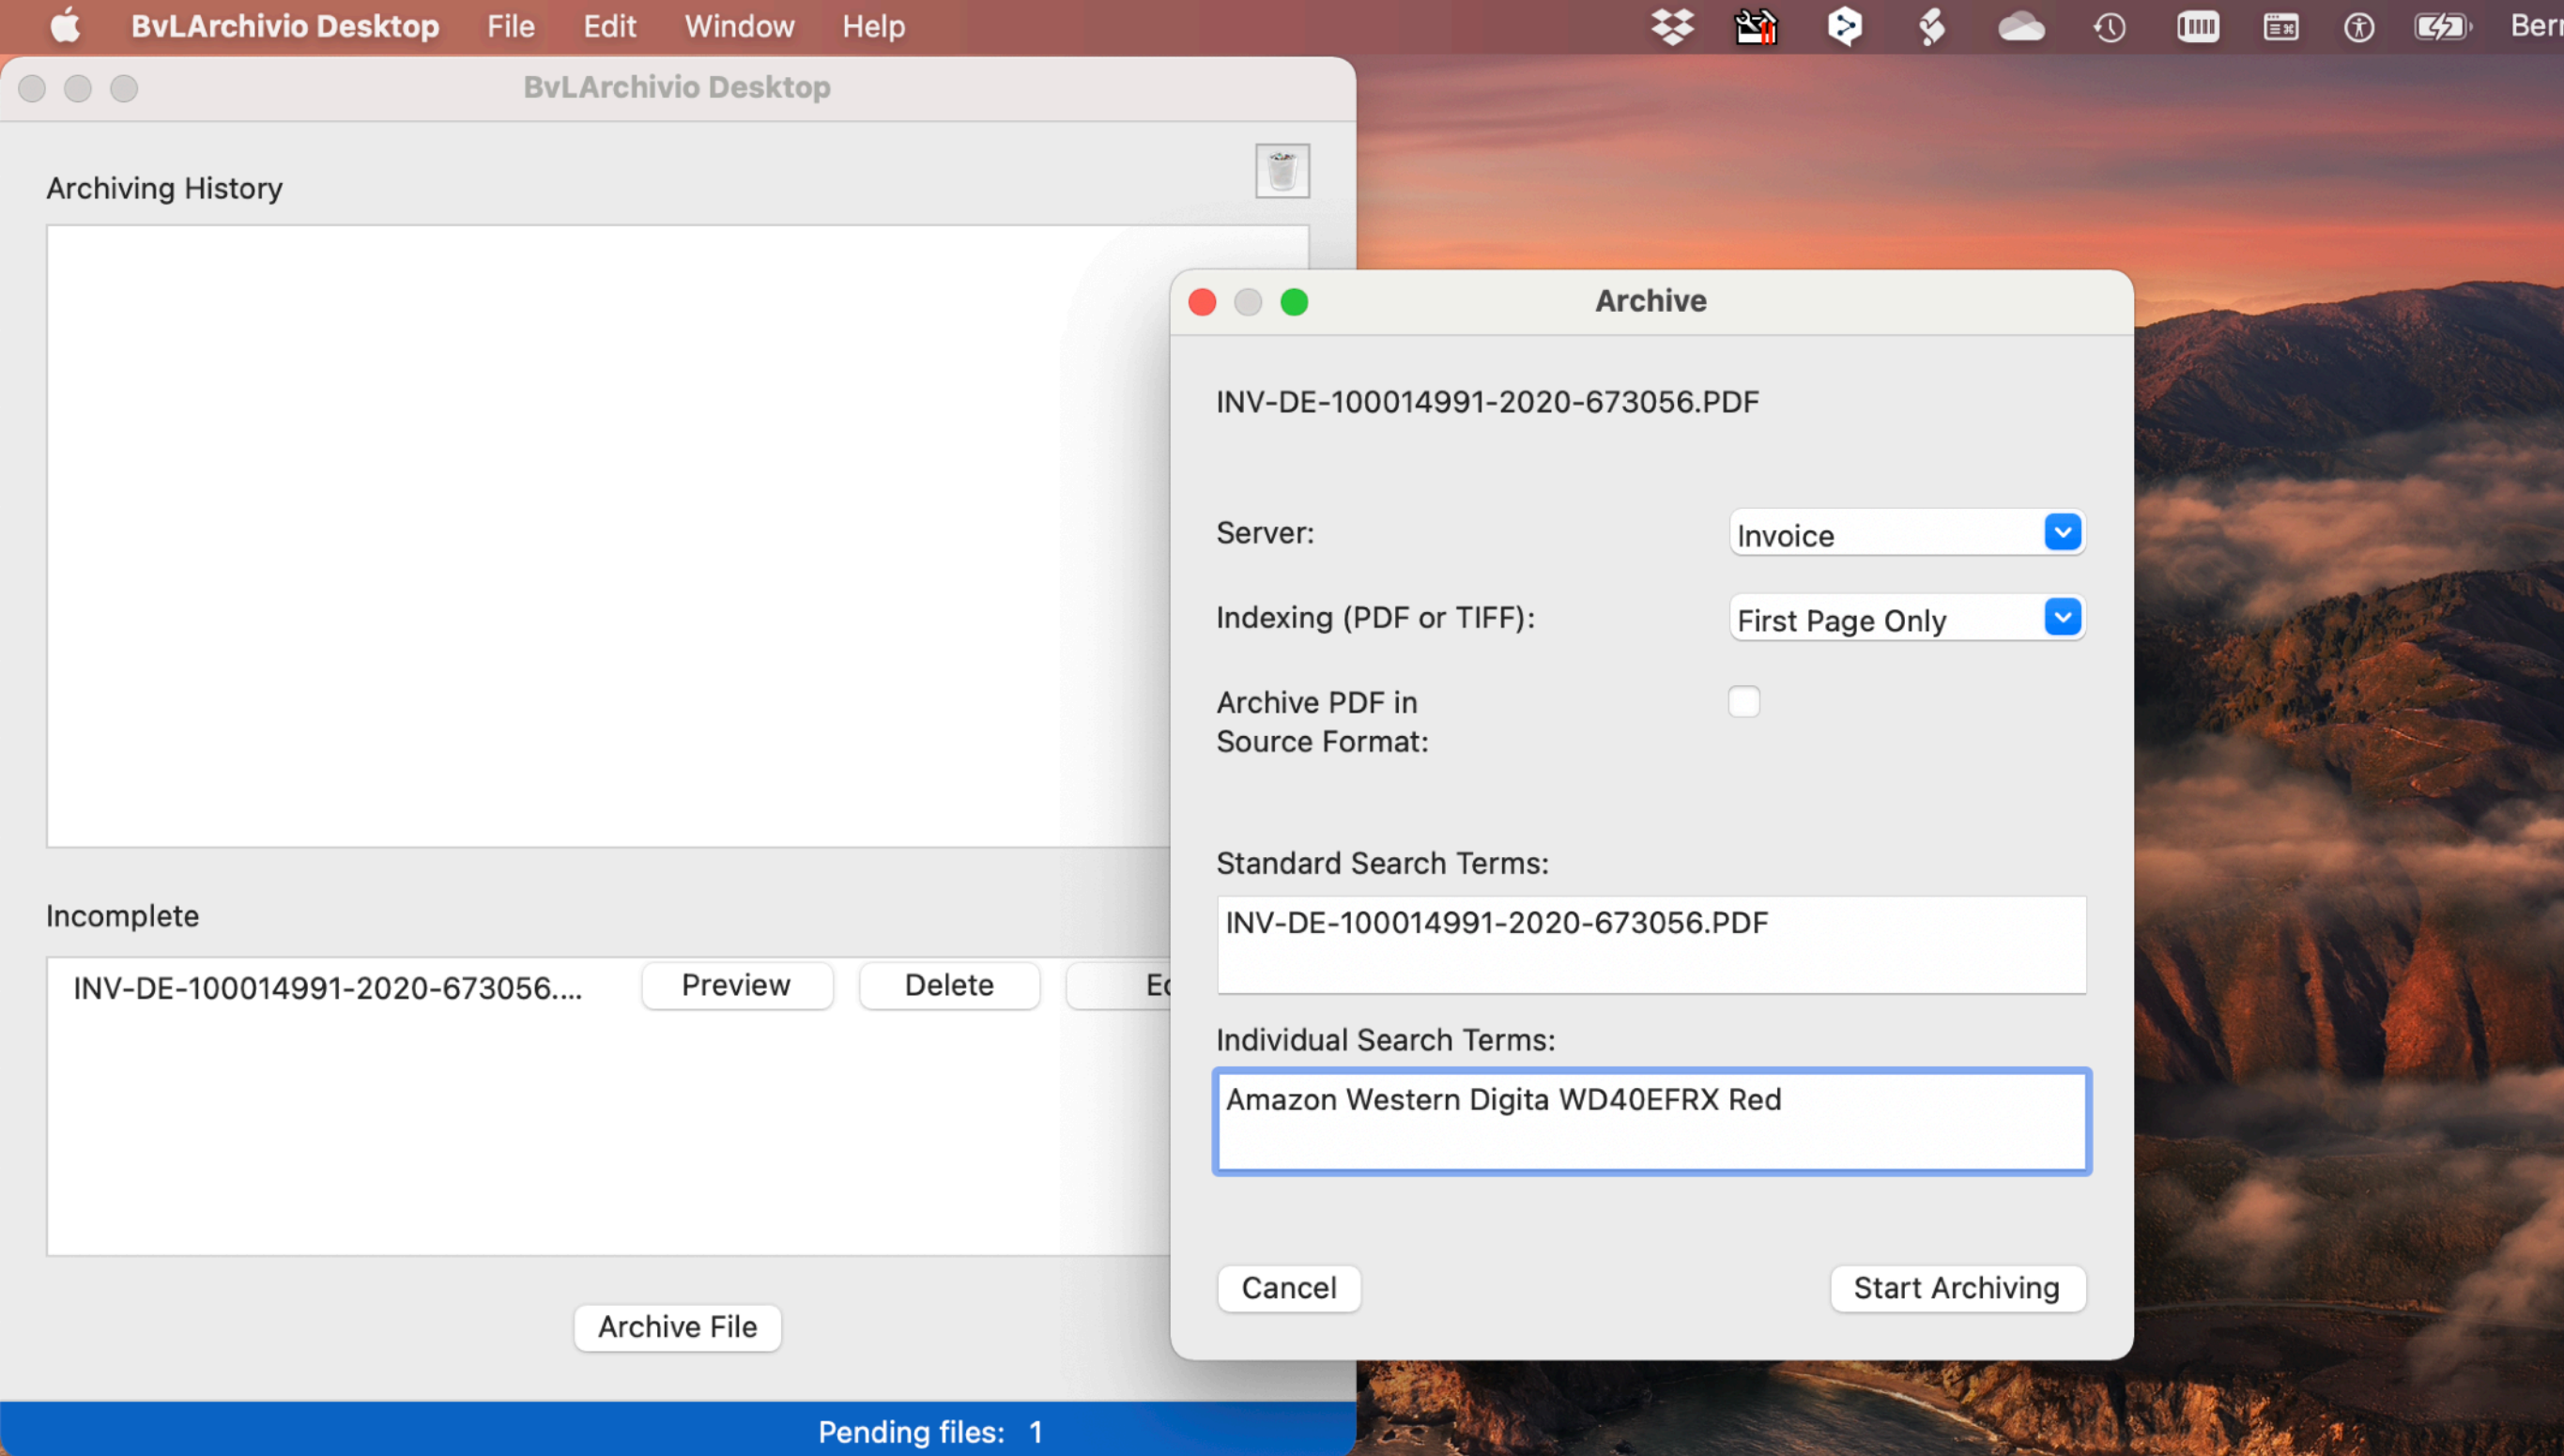 BvLArchivio Desktop File Edit Window Help
BvLArchivio Desktop
Archiving History
Incomplete
INV-DE-100014991-2020-673056.... Preview Delete
Archive File
Pending files: 1
Archive
INV-DE-100014991-2020-673056.PDF
Server: Invoice
Indexing (PDF or TIFF): First Page Only
Archive PDF in
Source Format:
Standard Search Terms:
INV-DE-100014991-2020-673056.PDF
Individual Search Terms:
Amazon Western Digita WD40EFRX Red
Cancel Start Archiving